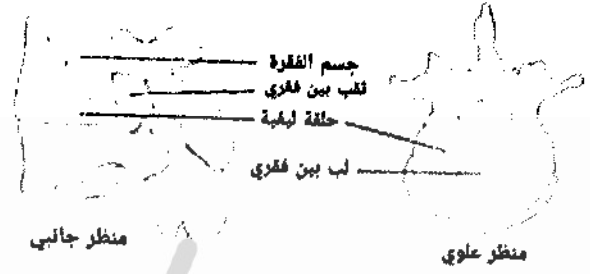 جسم الفقرة
ثقب بين فقري
حلقة ليفية
لب بين فقري
منظر جانبي
منظر علوي